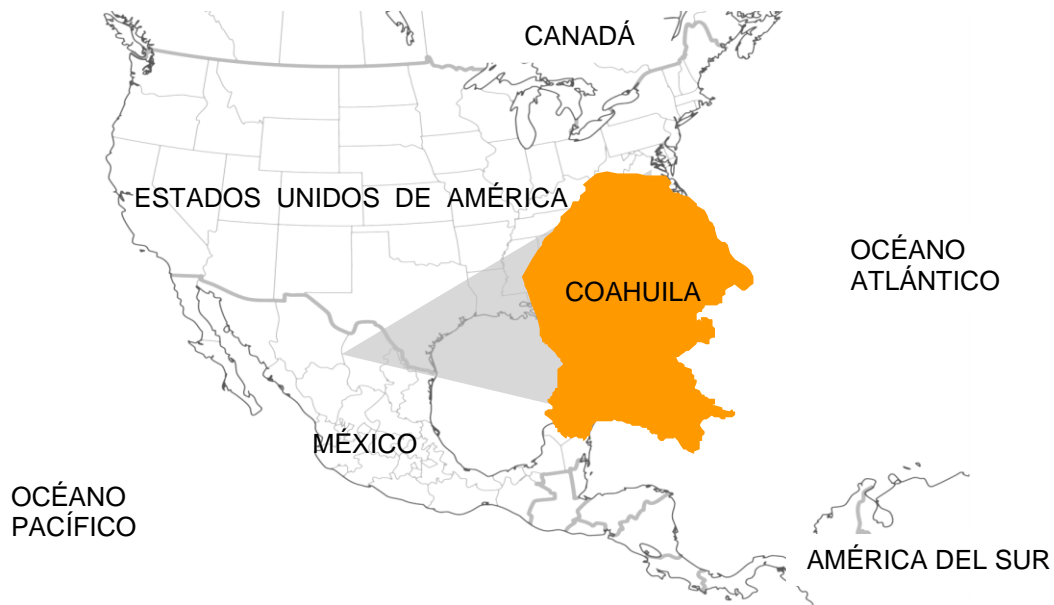 CANADÁ
ESTADOS UNIDOS DE AMÉRICA
OCÉANO
ATLÁNTICO
COAHUILA
MÉXICO
OCÉANO
PACÍFICO
AMÉRICA DEL SUR